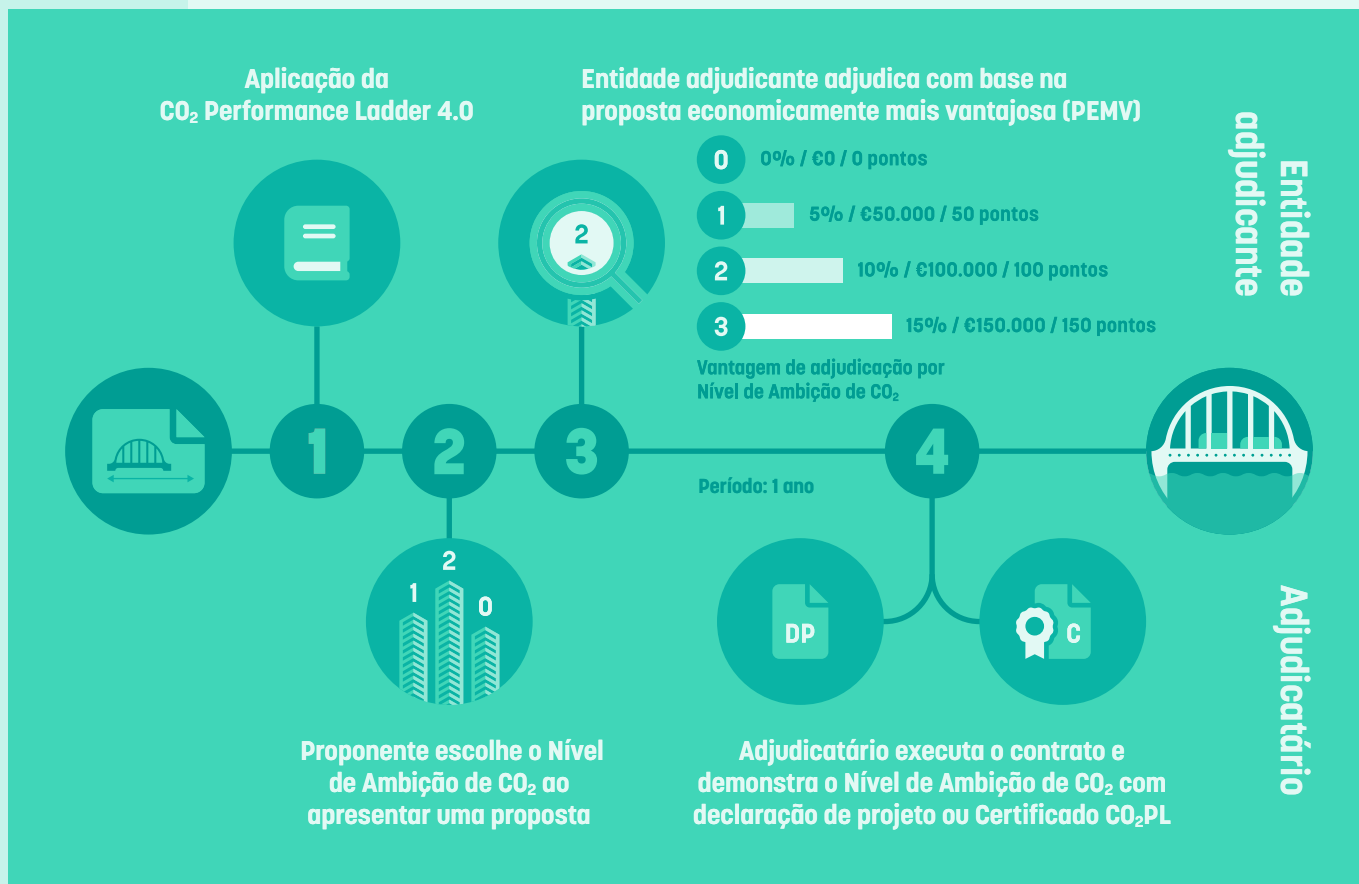 Aplicação da
CO₂ Performance Ladder 4.0
Entidade adjudicante adjudica com base na
proposta economicamente mais vantajosa (PEMV)
2
0
0% / €0 / 0 pontos
1
5% / €50.000 / 50 pontos
2
10% / €100.000 / 100 pontos
3
15% / €150.000 / 150 pontos
Vantagem de adjudicação por
Nível de Ambição de CO₂
Entidade
adjudicante
1
2
3
4
Período: 1 ano
1
2
0
DP
C
Proponente escolhe o Nível
de Ambição de CO₂ ao
apresentar uma proposta
Adjudicatário executa o contrato e
demonstra o Nível de Ambição de CO₂ com
declaração de projeto ou Certificado CO₂PL
Adjudicatário